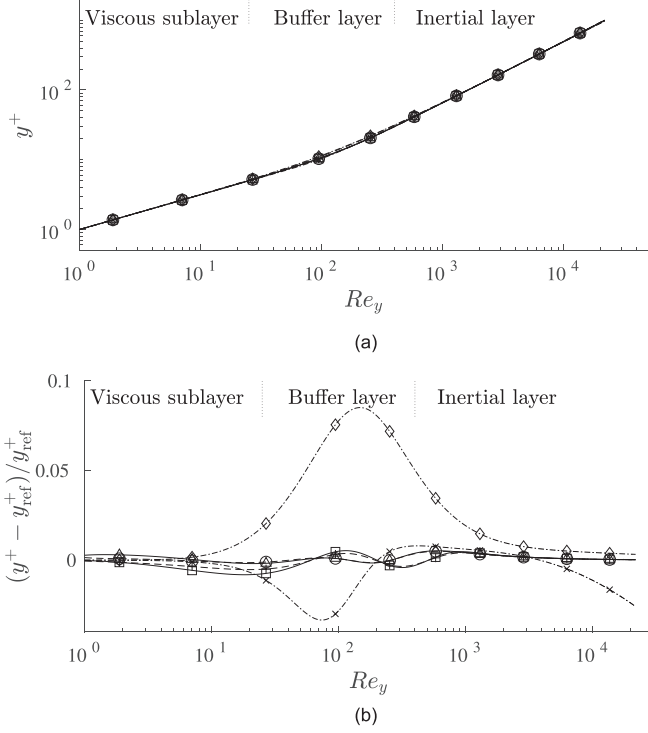 Viscous sublayer Buffer layer Inertial layer
10 2
y+
10 0
10 0 10 1 10 2 10 3 10 4
Re_y
(a)
0.1
Viscous sublayer Buffer layer Inertial layer
(y+ − y+ref)/y+ref
0.05
0
10 0 10 1 10 2 10 3 10 4
Re_y
(b)